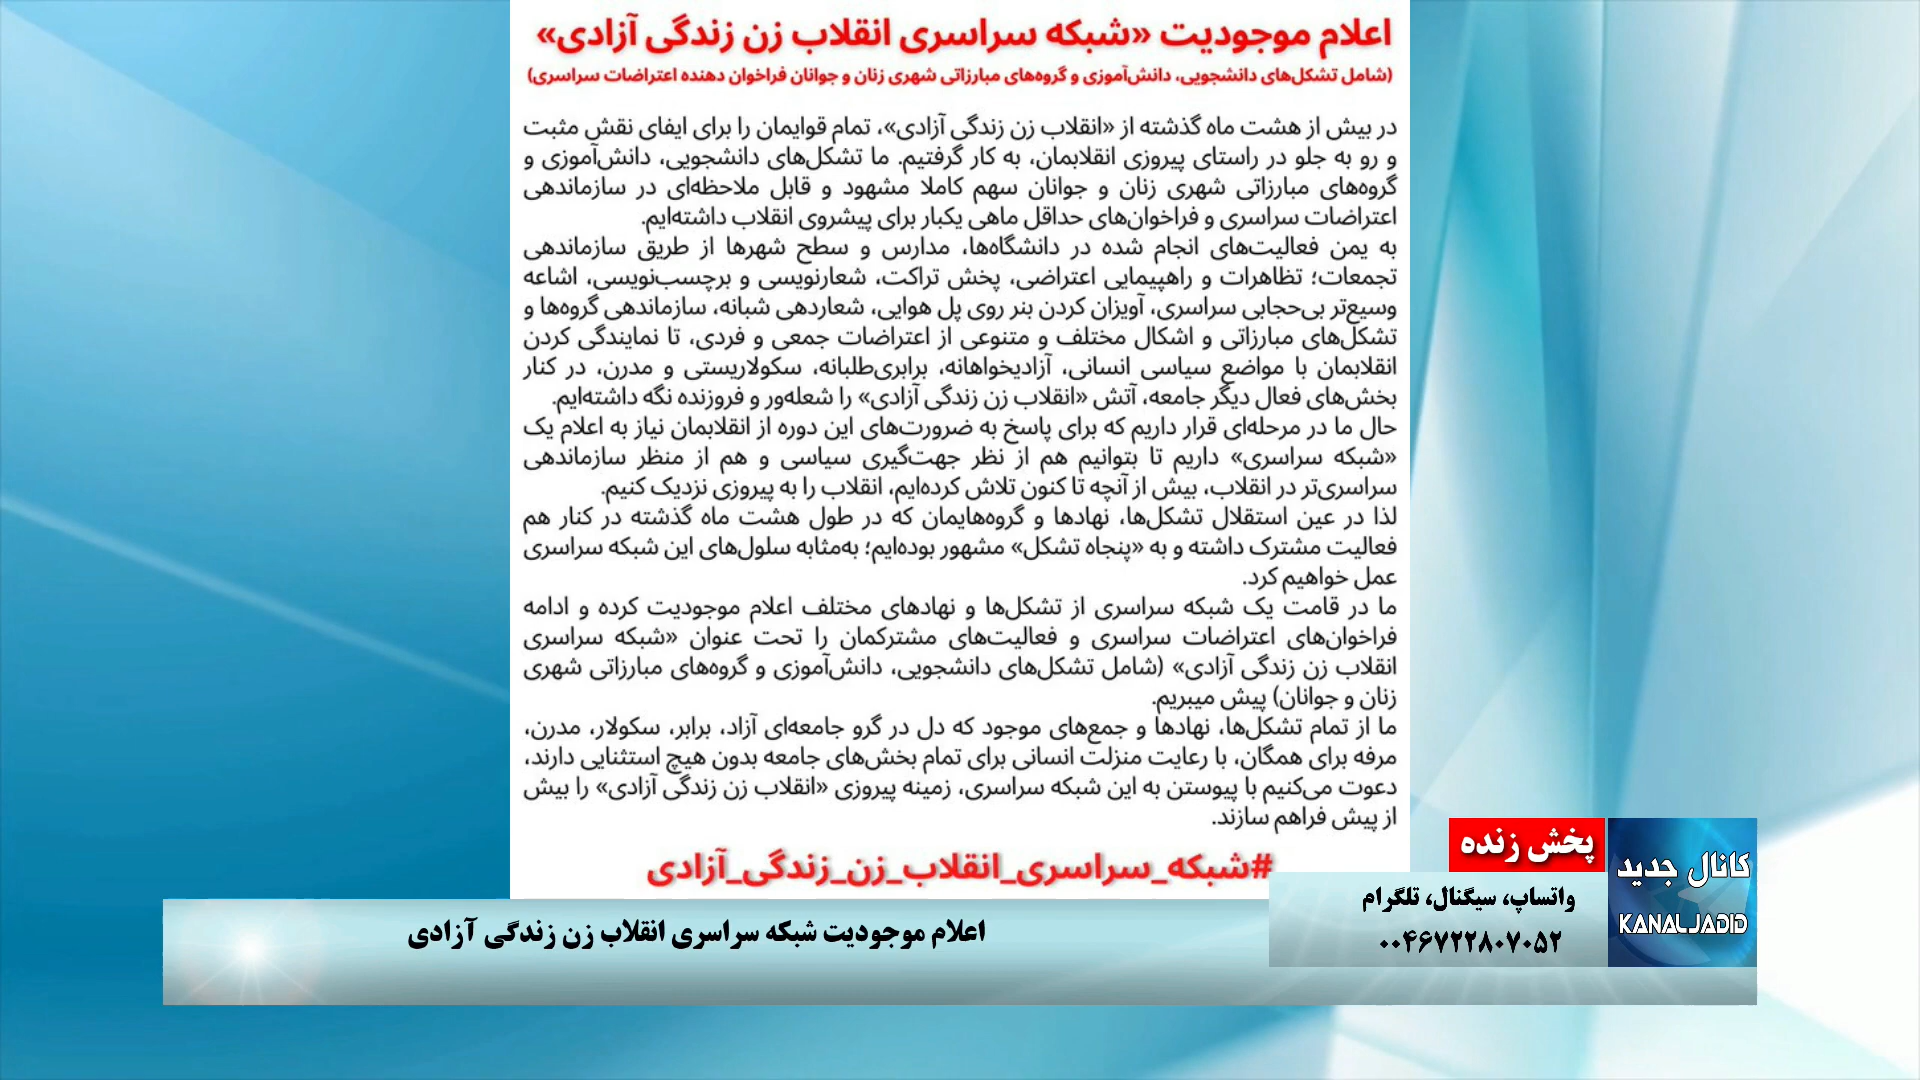 اعلام موجودیت «شبکه سراسری انقلاب زن زندگی آزادی»
(شامل تشکل‌های دانشجویی، دانش‌آموزی و گروه‌های مبارزاتی شهری زنان و جوانان فراخوان دهنده اعتراضات سراسری)
در بیش از هشت ماه گذشته از «انقلاب زن زندگی آزادی»، تمام قوایمان را برای ایفای نقش مثبت
و رو به جلو در راستای پیروزی انقلابمان، به کار گرفتیم. ما تشکل‌های دانشجویی، دانش‌آموزی و
گروه‌های مبارزاتی شهری زنان و جوانان سهم کاملا مشهود و قابل ملاحظه‌ای در سازماندهی
اعتراضات سراسری و فراخوان‌های حداقل ماهی یکبار برای پیشروی انقلاب داشته‌ایم.
به یمن فعالیت‌های انجام شده در دانشگاه‌ها، مدارس و سطح شهرها از طریق سازماندهی
تجمعات؛ تظاهرات و راهپیمایی اعتراضی، پخش تراکت، شعارنویسی و برچسب‌نویسی، اشاعه
وسیع‌تر بی‌حجابی سراسری، آویزان کردن بنر روی پل هوایی، شعاردهی شبانه، سازماندهی گروه‌ها و
تشکل‌های مبارزاتی و اشکال مختلف و متنوعی از اعتراضات جمعی و فردی، تا نمایندگی کردن
انقلابمان با مواضع سیاسی انسانی، آزادیخواهانه، برابری‌طلبانه، سکولاریستی و مدرن، در کنار
بخش‌های فعال دیگر جامعه، آتش «انقلاب زن زندگی آزادی» را شعله‌ور و فروزنده نگه داشته‌ایم.
حال ما در مرحله‌ای قرار داریم که برای پاسخ به ضرورت‌های این دوره از انقلابمان نیاز به اعلام یک
«شبکه سراسری» داریم تا بتوانیم هم از نظر جهت‌گیری سیاسی و هم از منظر سازماندهی
سراسری‌تر در انقلاب، بیش از آنچه تا کنون تلاش کرده‌ایم، انقلاب را به پیروزی نزدیک کنیم.
لذا در عین استقلال تشکل‌ها، نهادها و گروه‌هایمان که در طول هشت ماه گذشته در کنار هم
فعالیت مشترک داشته و به «پنجاه تشکل» مشهور بوده‌ایم؛ به‌مثابه سلول‌های این شبکه سراسری
عمل خواهیم کرد.
ما در قامت یک شبکه سراسری از تشکل‌ها و نهادهای مختلف اعلام موجودیت کرده و ادامه
فراخوان‌های اعتراضات سراسری و فعالیت‌های مشترکمان را تحت عنوان «شبکه سراسری
انقلاب زن زندگی آزادی» (شامل تشکل‌های دانشجویی، دانش‌آموزی و گروه‌های مبارزاتی شهری
زنان و جوانان) پیش میبریم.
ما از تمام تشکل‌ها، نهادها و جمع‌های موجود که دل در گرو جامعه‌ای آزاد، برابر، سکولار، مدرن،
مرفه برای همگان، با رعایت منزلت انسانی برای تمام بخش‌های جامعه بدون هیچ استثنایی دارند،
دعوت می‌کنیم با پیوستن به این شبکه سراسری، زمینه پیروزی «انقلاب زن زندگی آزادی» را بیش
از پیش فراهم سازند.
#شبکه_سراسری_انقلاب_زن_زندگی_آزادی
پخش زنده
کانال جدید
KANAL JADID
واتساپ، سیگنال، تلگرام
۰۰۴۶۷۲۲۸۰۷۰۵۲
اعلام موجودیت شبکه سراسری انقلاب زن زندگی آزادی